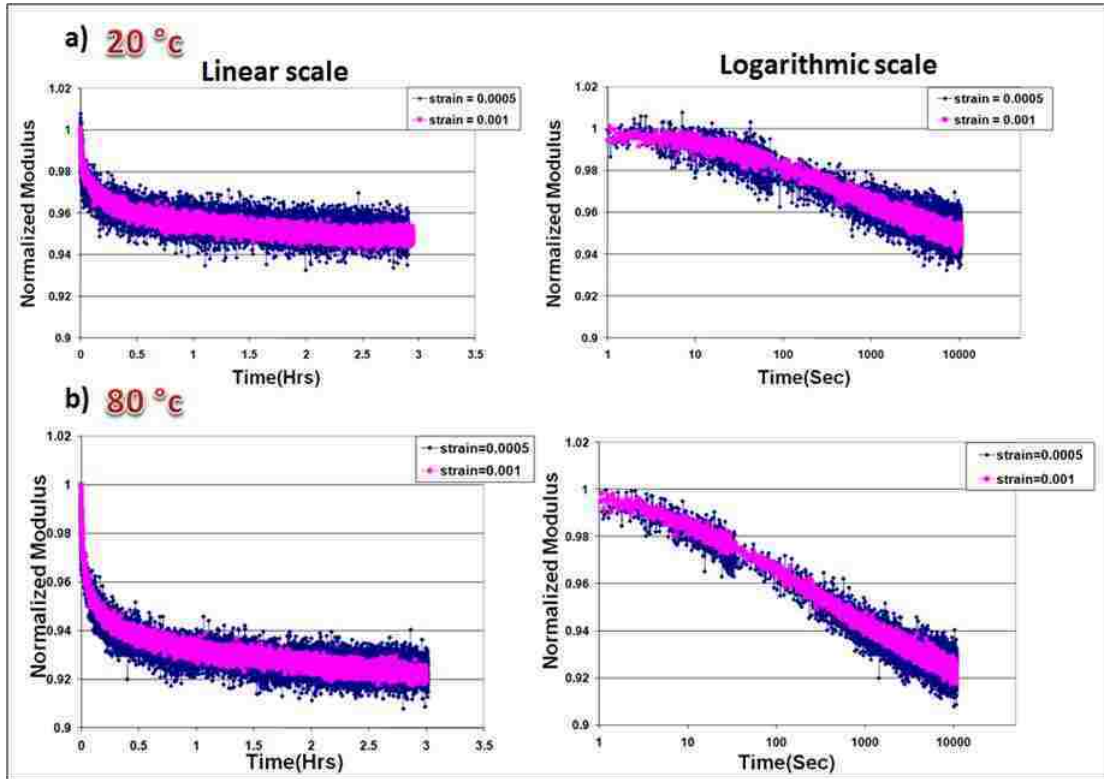 a) 20 °c
Linear scale
Logarithmic scale
strain = 0.0005
strain = 0.001
1.02
1
0.98
0.96
0.94
0.92
0.9
Normalized Modulus
0 0.5 1 1.5 2 2.5 3 3.5
Time(Hrs)
strain = 0.0005
strain = 0.001
1.02
1
0.98
0.96
0.94
0.92
0.9
Normalized Modulus
1 10 100 1000 10000
Time(Sec)
b) 80 °c
strain=0.0005
strain=0.001
1.02
1
0.98
0.96
0.94
0.92
0.9
Normalized Modulus
0 0.5 1 1.5 2 2.5 3 3.5
Time(Hrs)
strain=0.0005
strain=0.001
1.02
1
0.98
0.96
0.94
0.92
0.9
Normalized Modulus
1 10 100 1000 10000
Time(Sec)